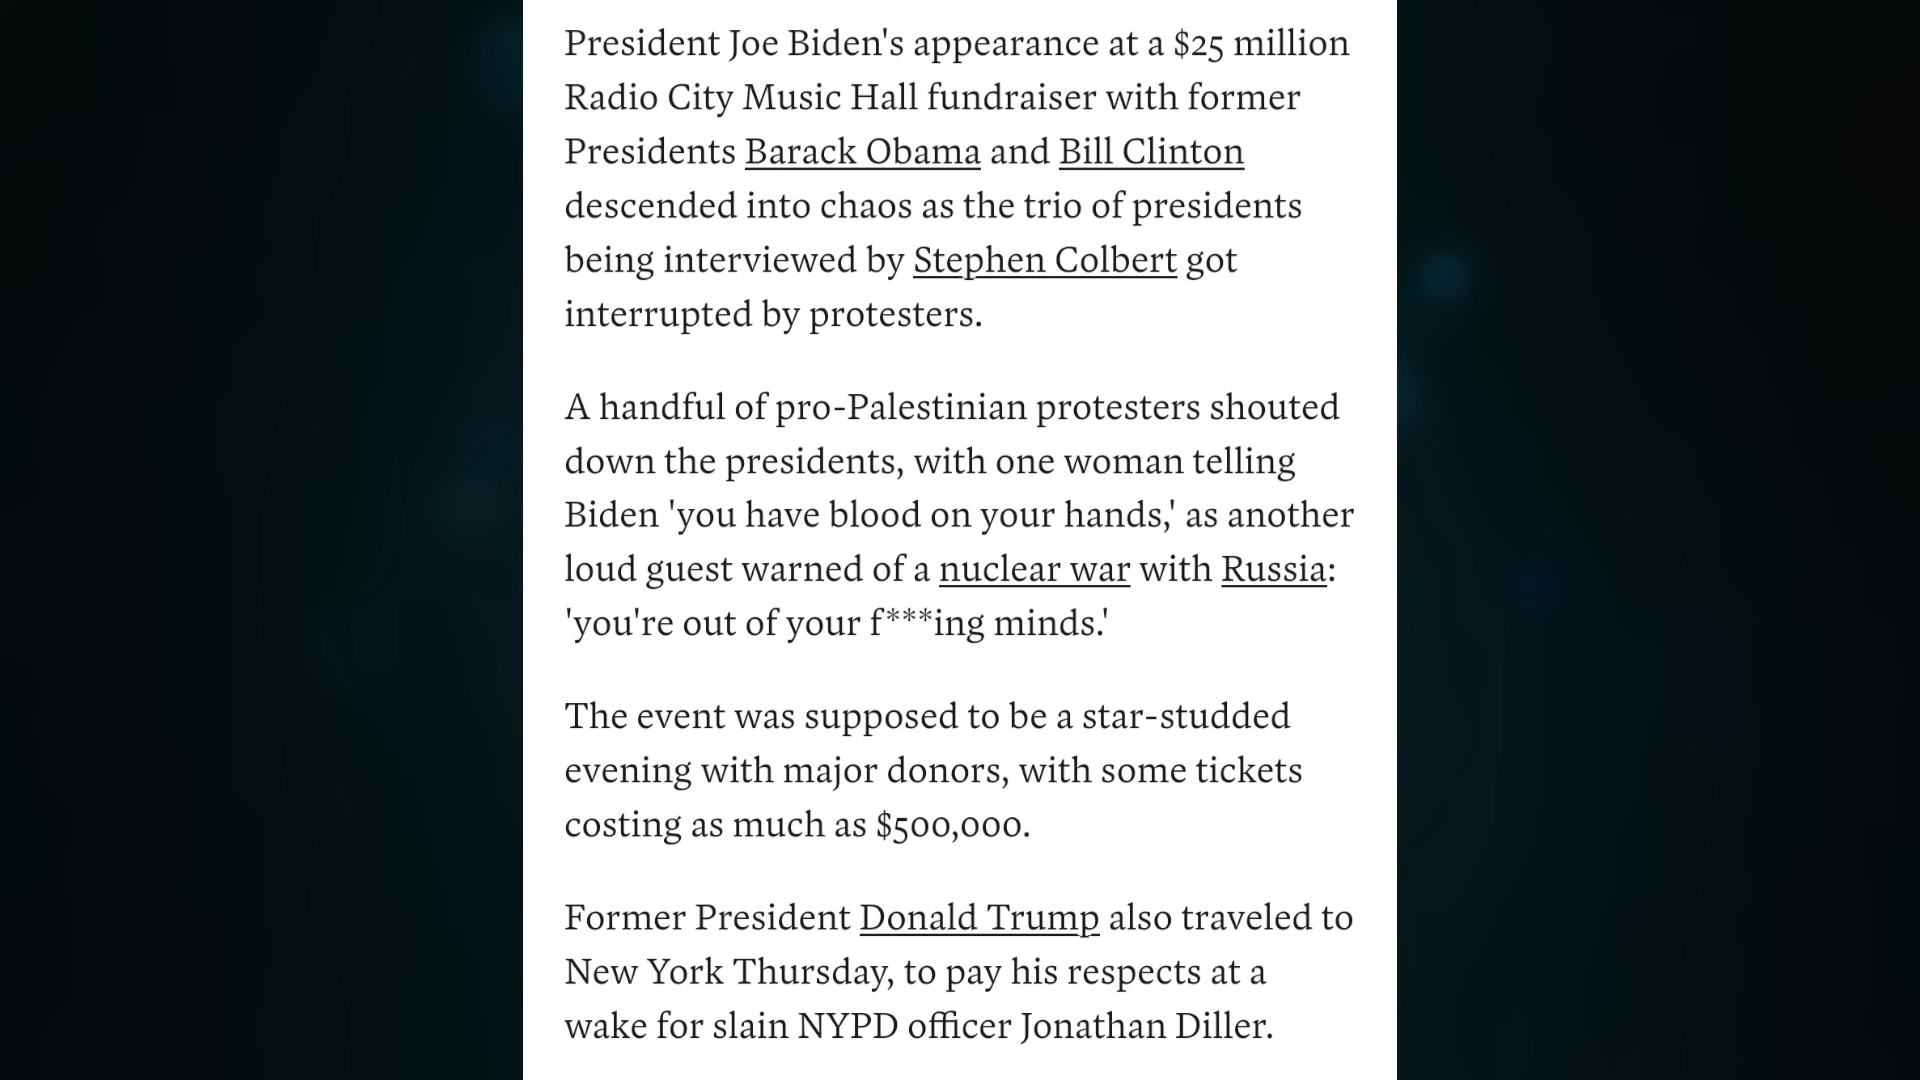 President Joe Biden's appearance at a $25 million
Radio City Music Hall fundraiser with former
Presidents Barack Obama and Bill Clinton
descended into chaos as the trio of presidents
being interviewed by Stephen Colbert got
interrupted by protesters.
A handful of pro-Palestinian protesters shouted
down the presidents, with one woman telling
Biden 'you have blood on your hands,' as another
loud guest warned of a nuclear war with Russia:
'you're out of your f***ing minds.'
The event was supposed to be a star-studded
evening with major donors, with some tickets
costing as much as $500,000.
Former President Donald Trump also traveled to
New York Thursday, to pay his respects at a
wake for slain NYPD officer Jonathan Diller.